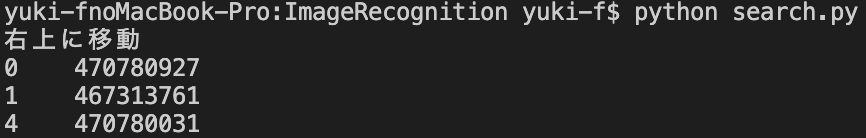 yuki-fnoMacBook-Pro:ImageRecognition yuki-f$ python search.py
右上に移動
0    470780927
1    467313761
4    470780031